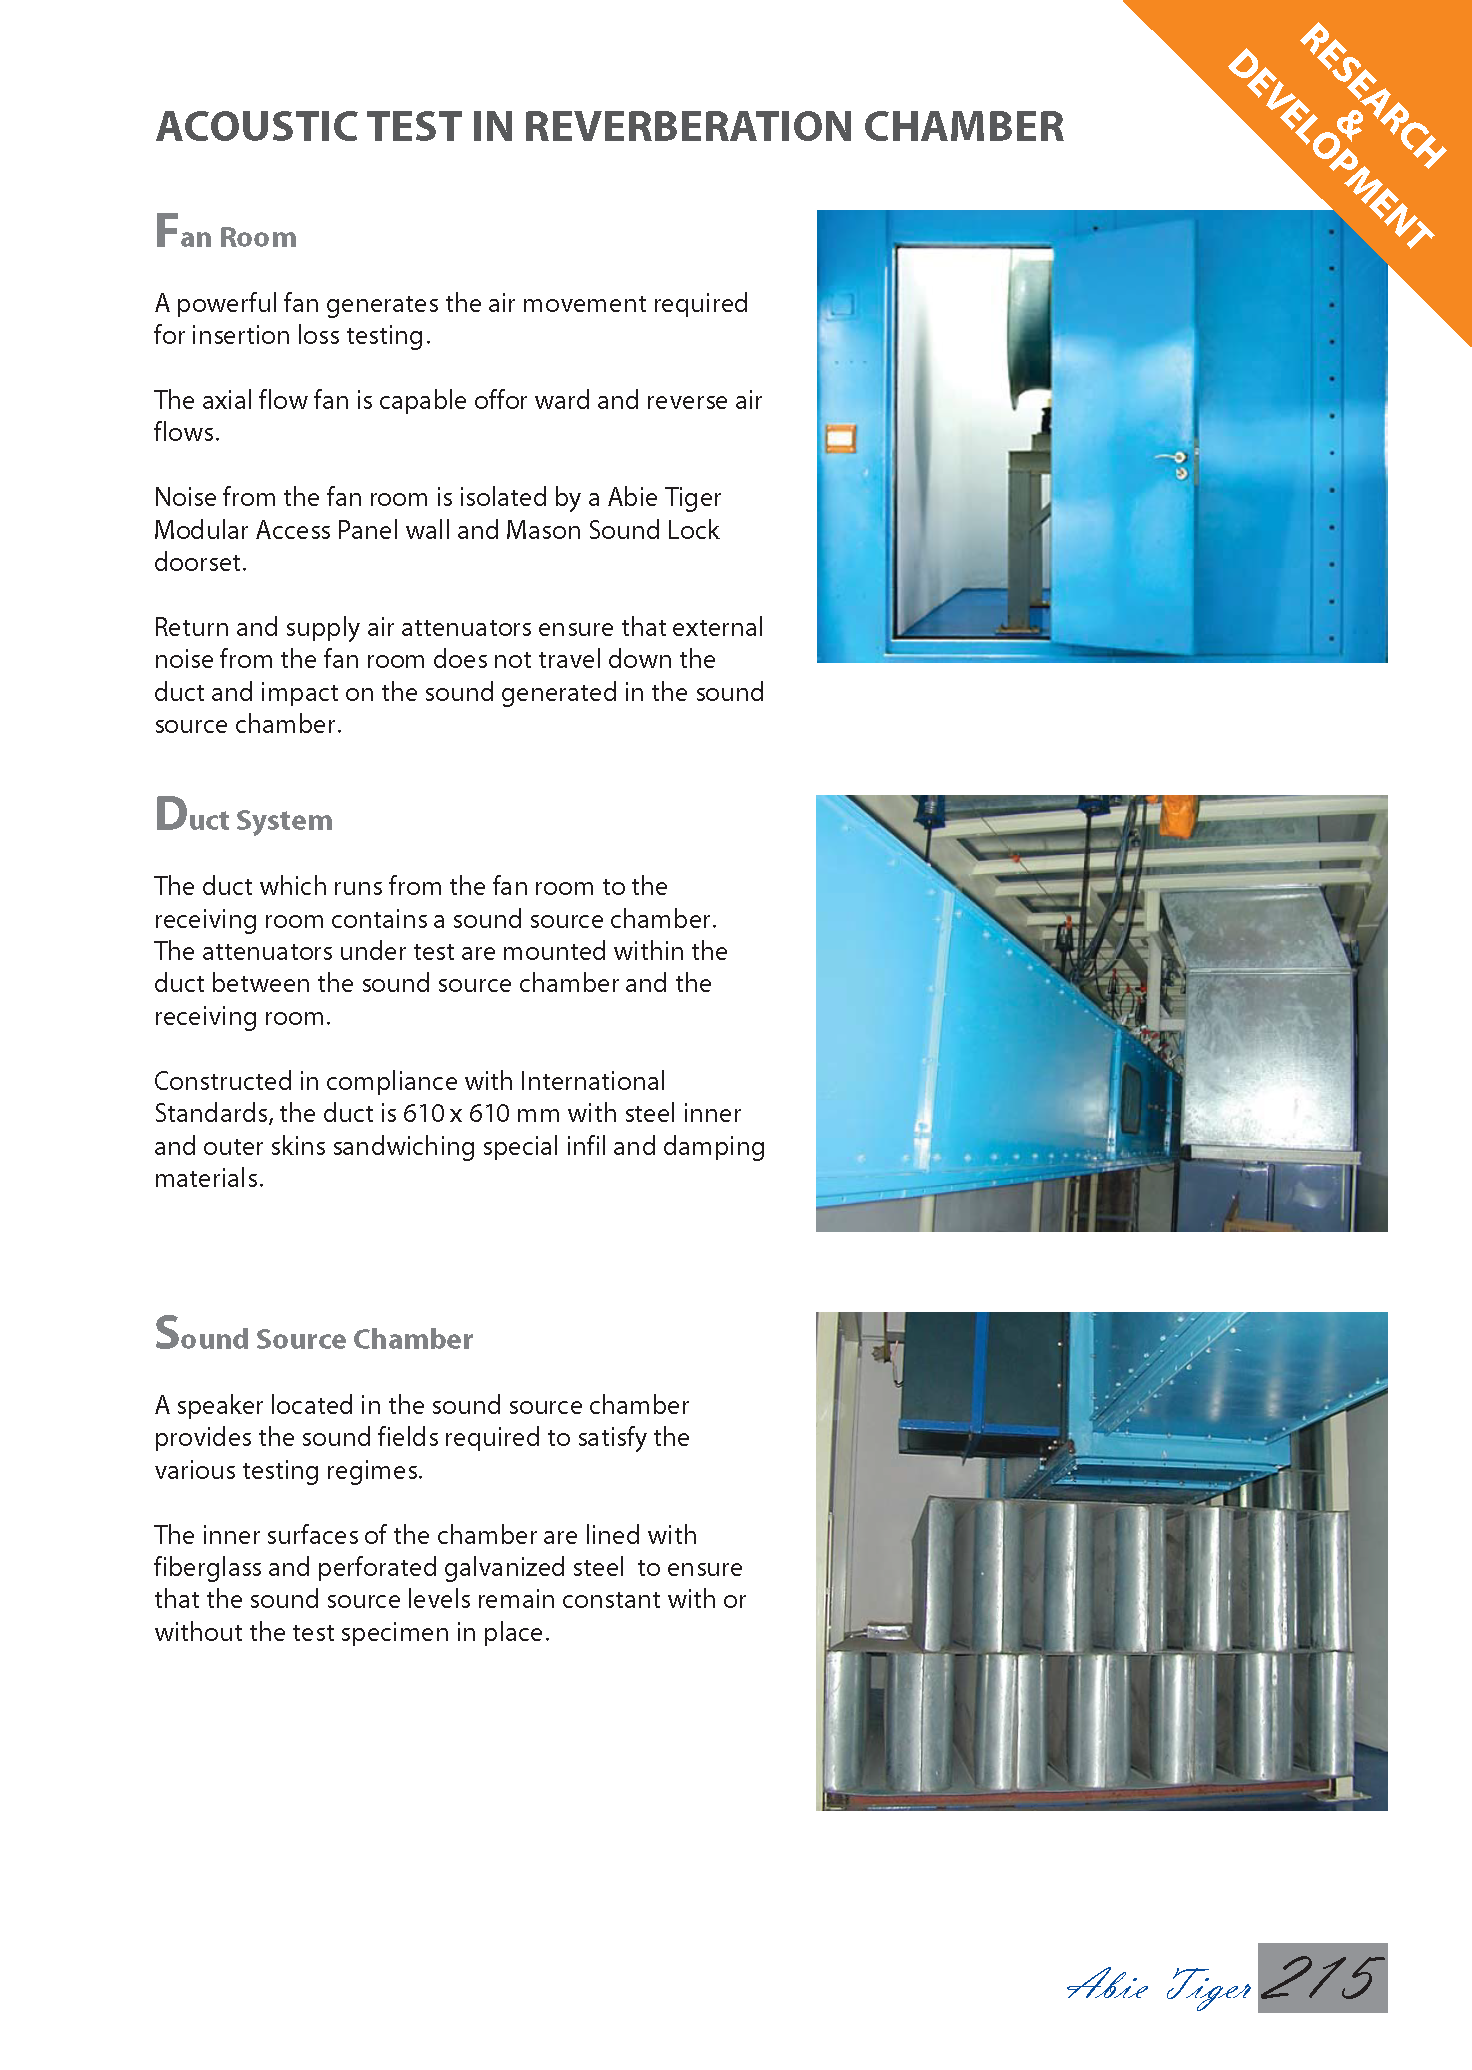 RESEARCH
&
DEVELOPMENT
ACOUSTIC TEST IN REVERBERATION CHAMBER
Fan Room
A powerful fan generates the air movement required
for insertion loss testing.
The axial flow fan is capable offor ward and reverse air
flows.
Noise from the fan room is isolated by a Abie Tiger
Modular Access Panel wall and Mason Sound Lock
doorset.
Return and supply air attenuators ensure that external
noise from the fan room does not travel down the
duct and impact on the sound generated in the sound
source chamber.
Duct System
The duct which runs from the fan room to the
receiving room contains a sound source chamber.
The attenuators under test are mounted within the
duct between the sound source chamber and the
receiving room.
Constructed in compliance with International
Standards, the duct is 610 x 610 mm with steel inner
and outer skins sandwiching special infil and damping
materials.
Sound Source Chamber
A speaker located in the sound source chamber
provides the sound fields required to satisfy the
various testing regimes.
The inner surfaces of the chamber are lined with
fiberglass and perforated galvanized steel to ensure
that the sound source levels remain constant with or
without the test specimen in place.
Abie Tiger 215